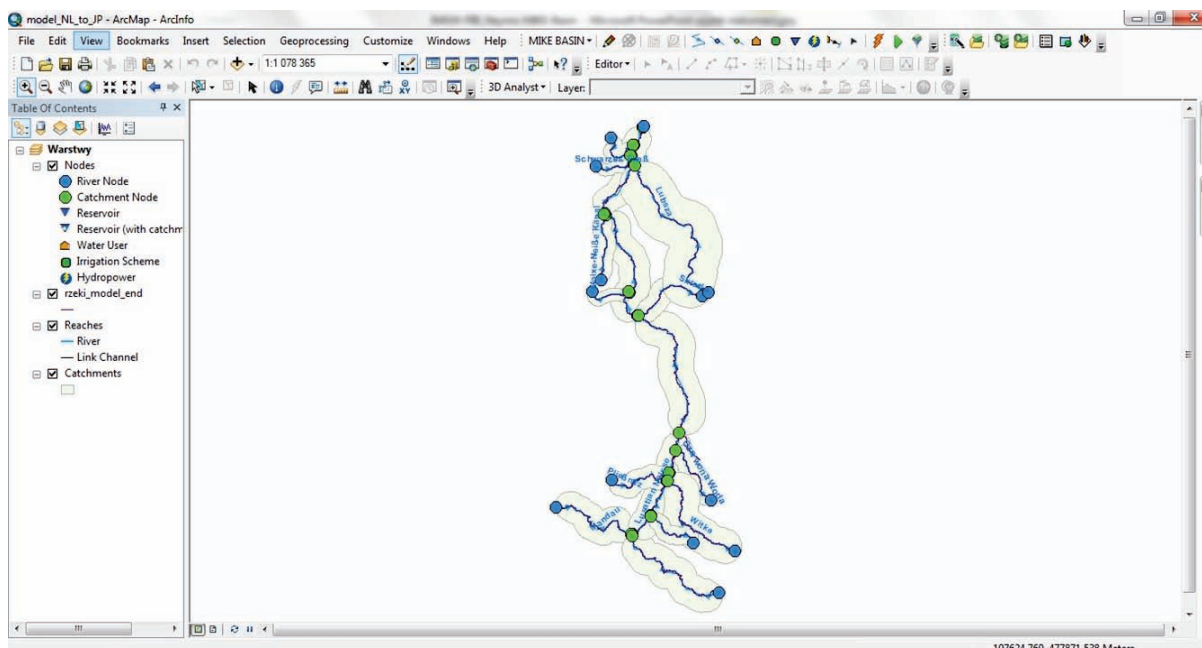 model_NL_to_JP - ArcMap - ArcInfo
File Edit View Bookmarks Insert Selection Geoprocessing Customize Windows Help MIKE BASIN
1:1 078 365 Editor
3D Analyst Layer:
Table Of Contents
Warstwy
Nodes
River Node
Catchment Node
Reservoir
Reservoir (with catchm
Water User
Irrigation Scheme
Hydropower
rzeki_model_end
Reaches
River
Link Channel
Catchments
Lubsza
Witka
107624,760 477871,538 Meters